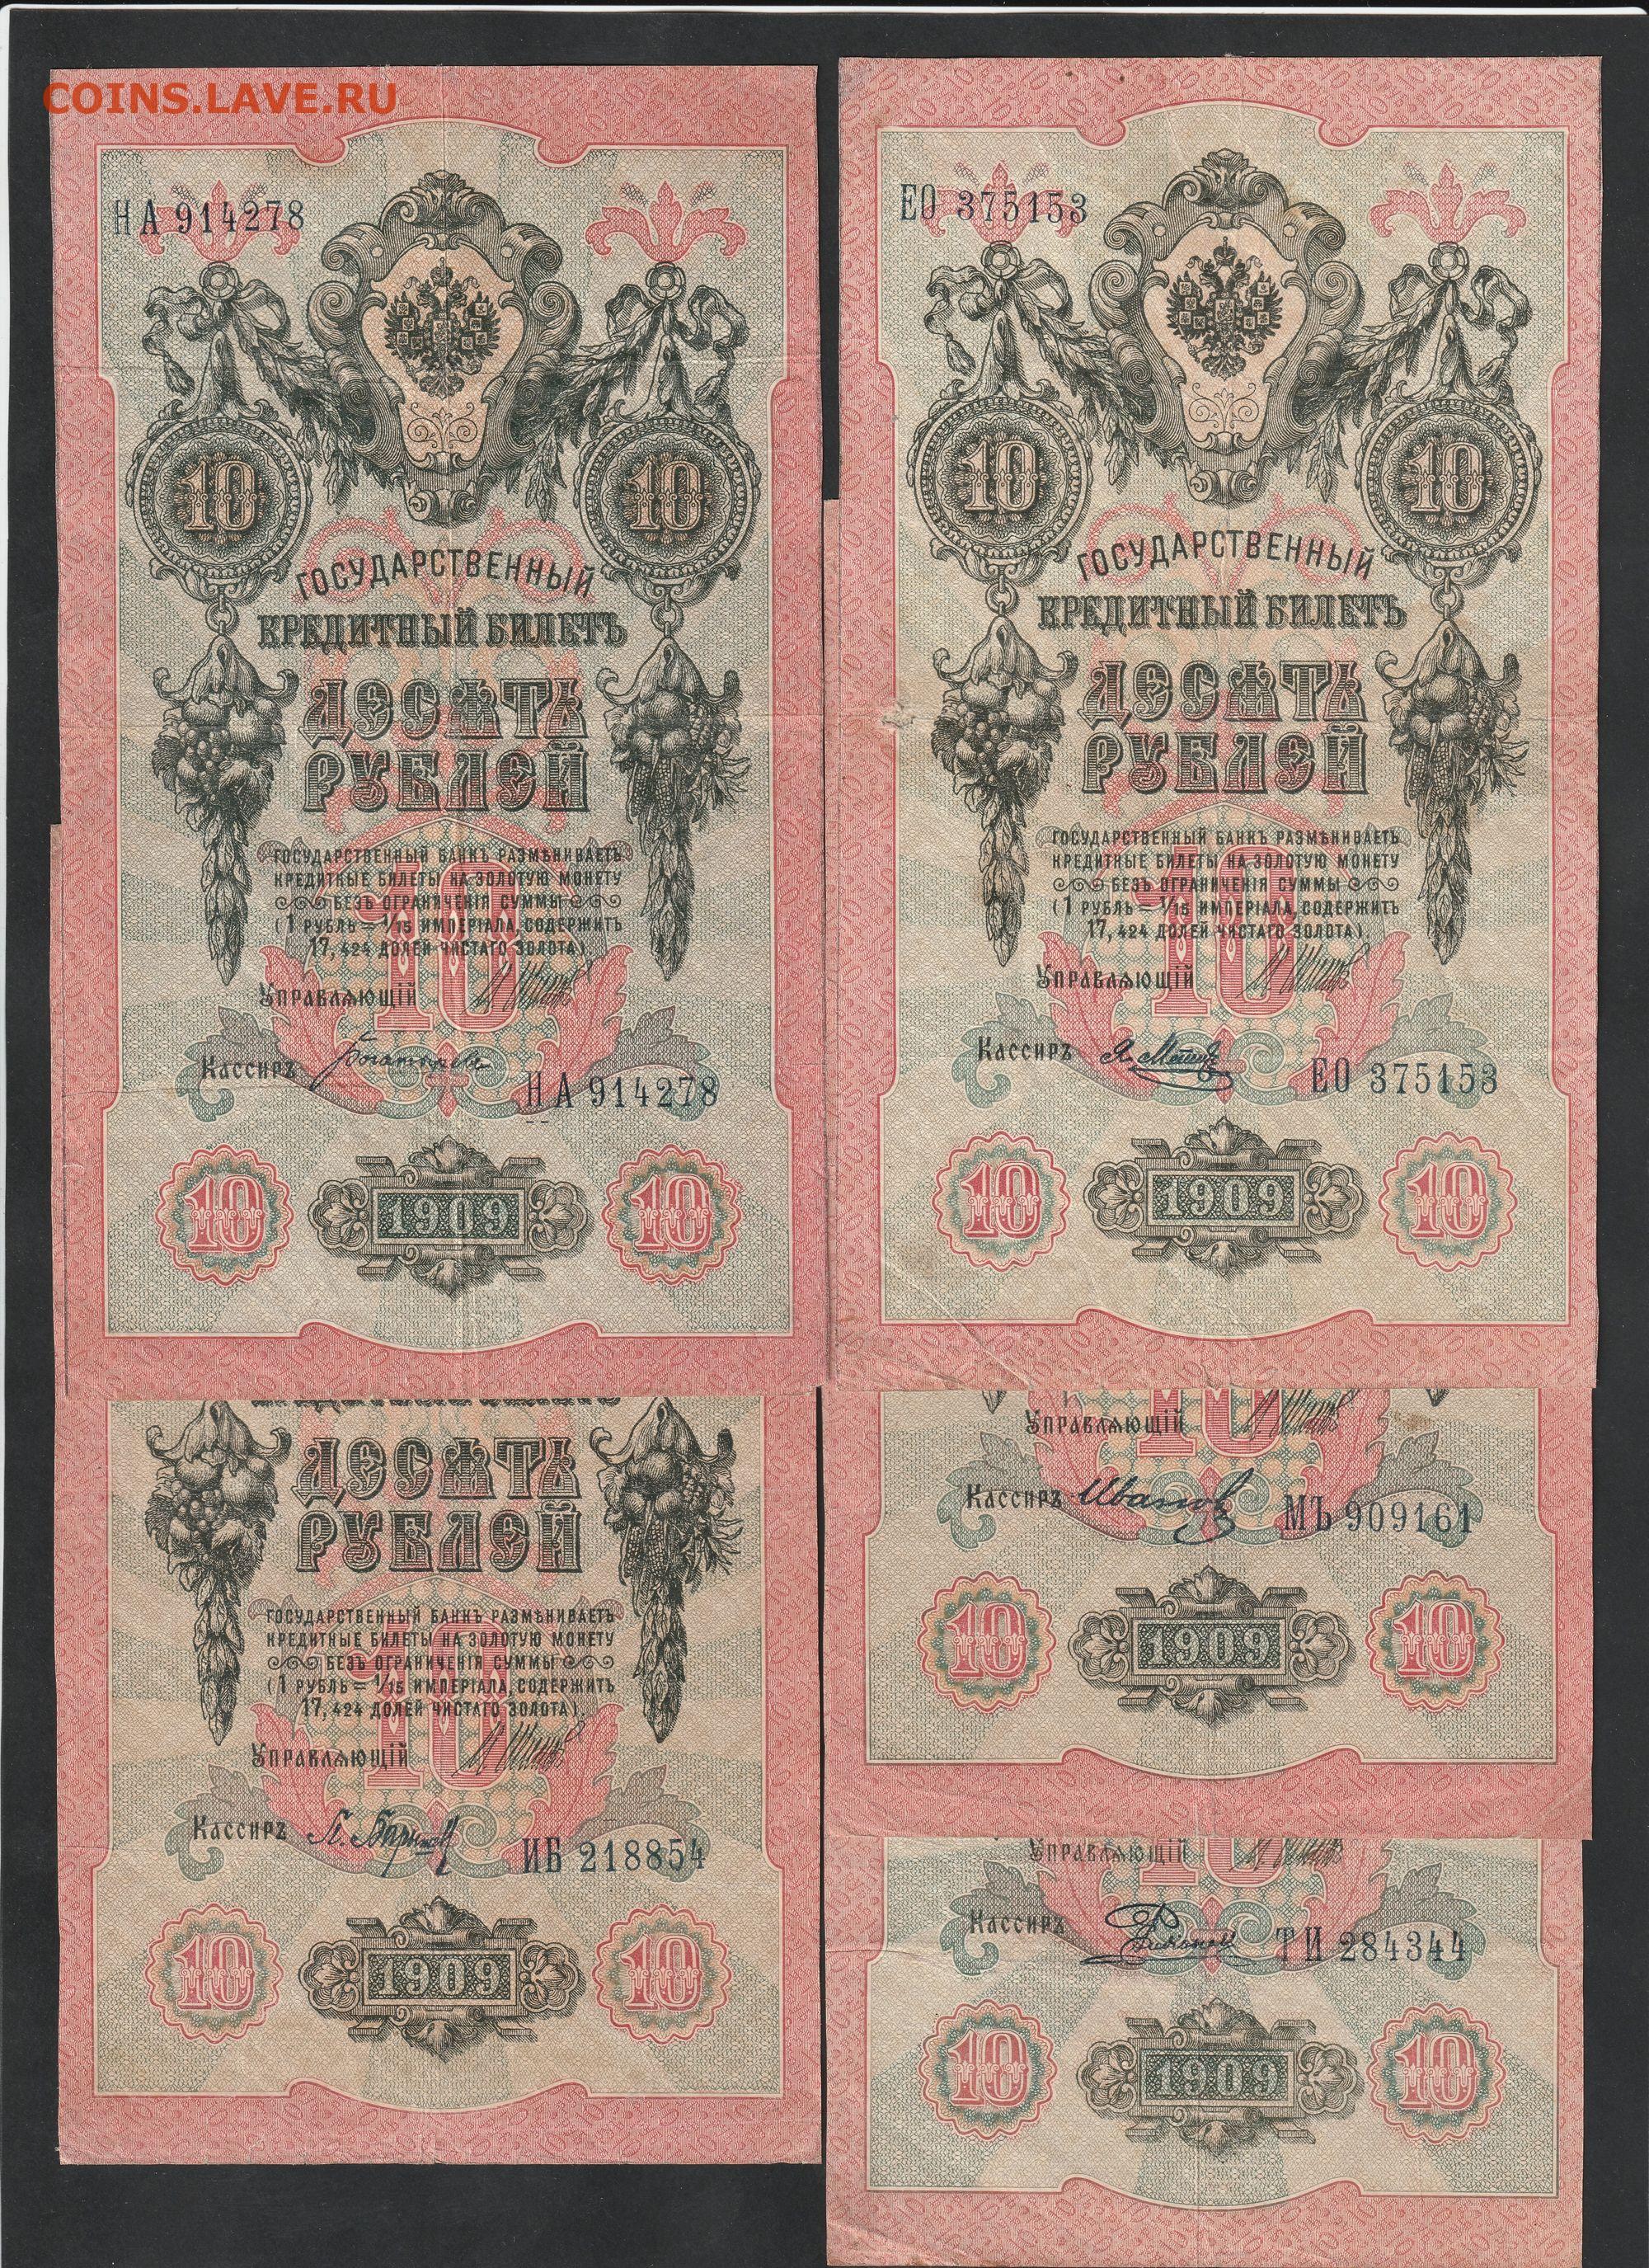 COINS.LAVE.RU
НА 914278
10 10
ГОСУДАРСТВЕННЫЙ
КРЕДИТНЫЙ БИЛЕТЪ
ДЕСЯТЬ
РУБЛЕЙ
ГОСУДАРСТВЕННЫЙ БАНКЪ РАЗМѢНИВАЕТЪ
КРЕДИТНЫЕ БИЛЕТЫ НА ЗОЛОТУЮ МОНЕТУ
БЕЗЪ ОГРАНИЧЕНІЯ СУММЫ
(1 РУБЛЬ = 1/15 ИМПЕРІАЛА, СОДЕРЖИТЪ
17,424 ДОЛЕЙ ЧИСТАГО ЗОЛОТА).
10
УПРАВЛЯЮЩІЙ
КАССИРЪ
НА 914278
10 1909 10
ЕО 375153
10 10
ГОСУДАРСТВЕННЫЙ
КРЕДИТНЫЙ БИЛЕТЪ
ДЕСЯТЬ
РУБЛЕЙ
ГОСУДАРСТВЕННЫЙ БАНКЪ РАЗМѢНИВАЕТЪ
КРЕДИТНЫЕ БИЛЕТЫ НА ЗОЛОТУЮ МОНЕТУ
БЕЗЪ ОГРАНИЧЕНІЯ СУММЫ
(1 РУБЛЬ = 1/15 ИМПЕРІАЛА, СОДЕРЖИТЪ
17,424 ДОЛЕЙ ЧИСТАГО ЗОЛОТА).
10
УПРАВЛЯЮЩІЙ
КАССИРЪ
ЕО 375153
10 1909 10
ДЕСЯТЬ
РУБЛЕЙ
ГОСУДАРСТВЕННЫЙ БАНКЪ РАЗМѢНИВАЕТЪ
КРЕДИТНЫЕ БИЛЕТЫ НА ЗОЛОТУЮ МОНЕТУ
БЕЗЪ ОГРАНИЧЕНІЯ СУММЫ
(1 РУБЛЬ = 1/15 ИМПЕРІАЛА, СОДЕРЖИТЪ
17,424 ДОЛЕЙ ЧИСТАГО ЗОЛОТА).
10
УПРАВЛЯЮЩІЙ
КАССИРЪ
ИБ 218854
10 1909 10
УПРАВЛЯЮЩІЙ
КАССИРЪ Иванов МЪ 909161
10 1909 10
УПРАВЛЯЮЩІЙ
КАССИРЪ ТИ 284344
10 1909 10